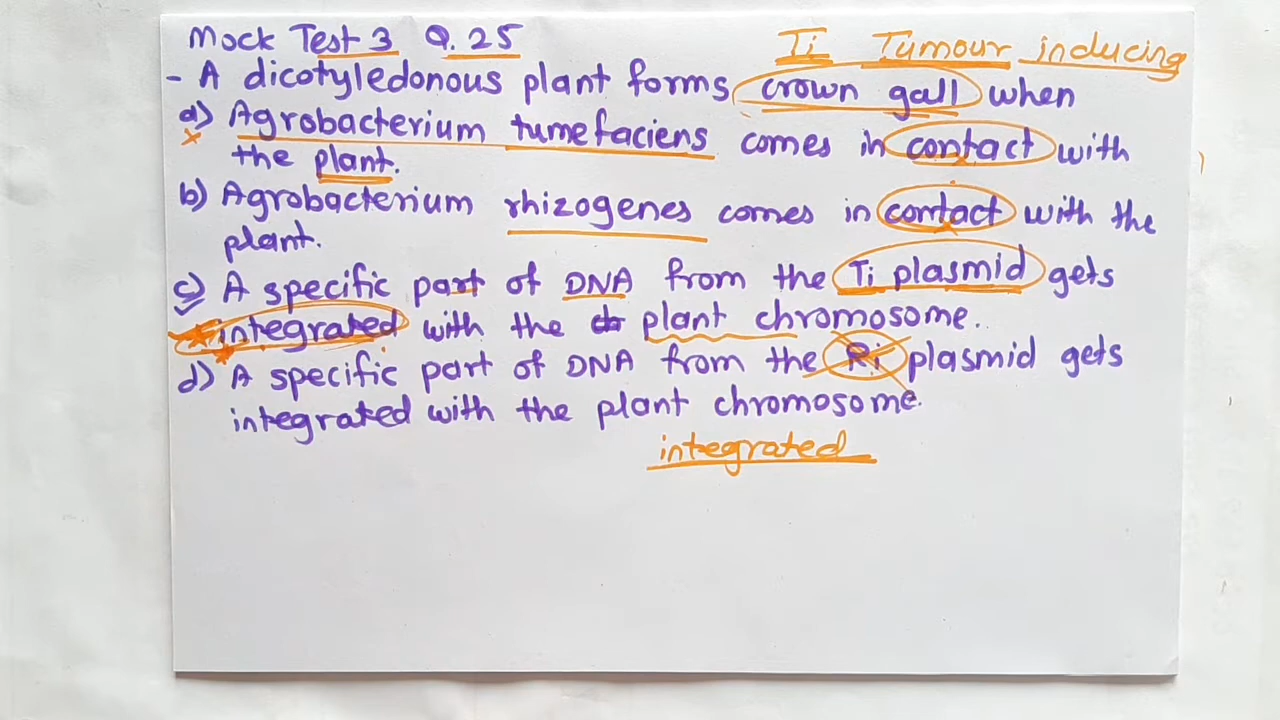 Mock Test 3 Q.25
Ti Tumour inducing
- A dicotyledonous plant forms crown gall when
a) Agrobacterium tumefaciens comes in contact with
the plant.
b) Agrobacterium rhizogenes comes in contact with the
plant.
c) A specific part of DNA from the Ti plasmid gets
integrated with the plant chromosome.
d) A specific part of DNA from the Ri plasmid gets
integrated with the plant chromosome.
integrated